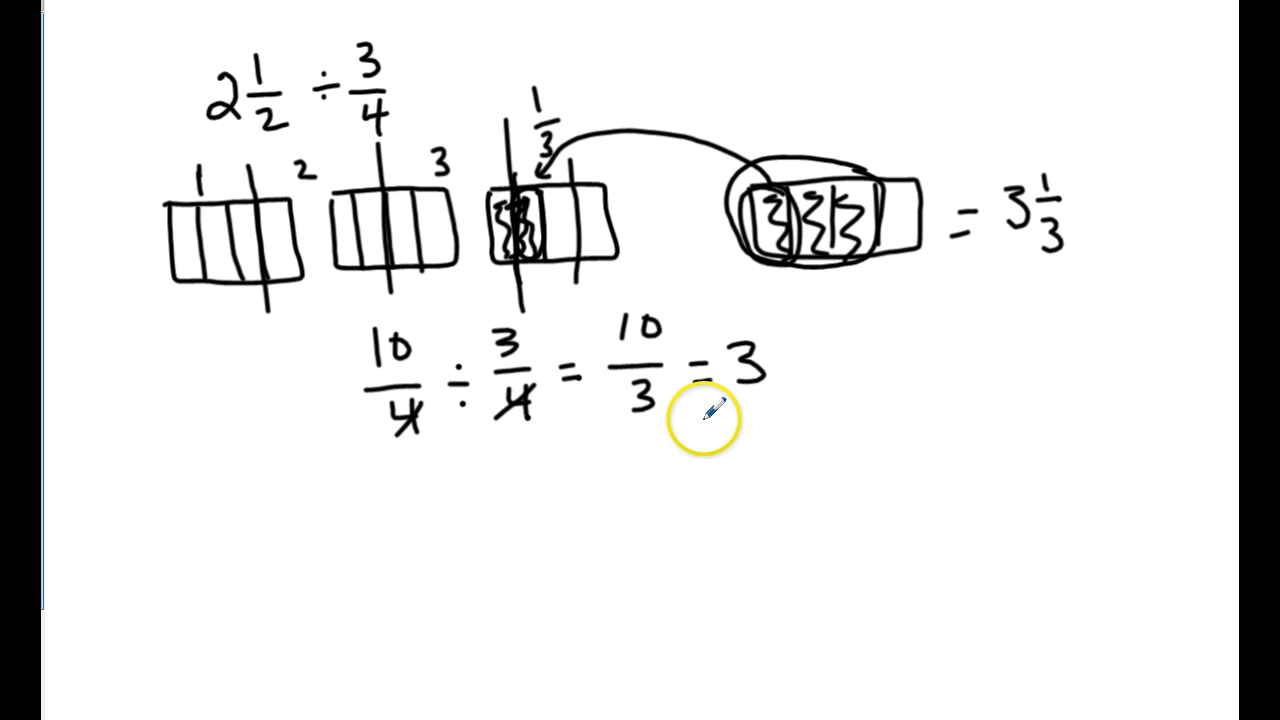 2 1/2 ÷ 3/4
1 2 3 1/3
= 3 1/3
10/4 ÷ 3/4 = 10/3 = 3